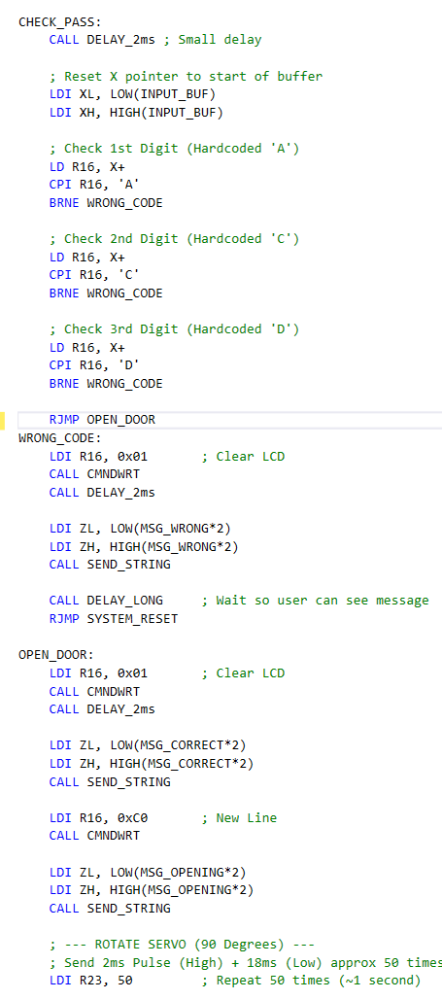 CHECK_PASS:
    CALL DELAY_2ms ; Small delay

    ; Reset X pointer to start of buffer
    LDI XL, LOW(INPUT_BUF)
    LDI XH, HIGH(INPUT_BUF)

    ; Check 1st Digit (Hardcoded 'A')
    LD R16, X+
    CPI R16, 'A'
    BRNE WRONG_CODE

    ; Check 2nd Digit (Hardcoded 'C')
    LD R16, X+
    CPI R16, 'C'
    BRNE WRONG_CODE

    ; Check 3rd Digit (Hardcoded 'D')
    LD R16, X+
    CPI R16, 'D'
    BRNE WRONG_CODE

    RJMP OPEN_DOOR
WRONG_CODE:
    LDI R16, 0x01       ; Clear LCD
    CALL CMNDWRT
    CALL DELAY_2ms

    LDI ZL, LOW(MSG_WRONG*2)
    LDI ZH, HIGH(MSG_WRONG*2)
    CALL SEND_STRING

    CALL DELAY_LONG     ; Wait so user can see message
    RJMP SYSTEM_RESET

OPEN_DOOR:
    LDI R16, 0x01       ; Clear LCD
    CALL CMNDWRT
    CALL DELAY_2ms

    LDI ZL, LOW(MSG_CORRECT*2)
    LDI ZH, HIGH(MSG_CORRECT*2)
    CALL SEND_STRING

    LDI R16, 0xC0       ; New Line
    CALL CMNDWRT

    LDI ZL, LOW(MSG_OPENING*2)
    LDI ZH, HIGH(MSG_OPENING*2)
    CALL SEND_STRING

    ; --- ROTATE SERVO (90 Degrees) ---
    ; Send 2ms Pulse (High) + 18ms (Low) approx 50 times
    LDI R23, 50         ; Repeat 50 times (~1 second)